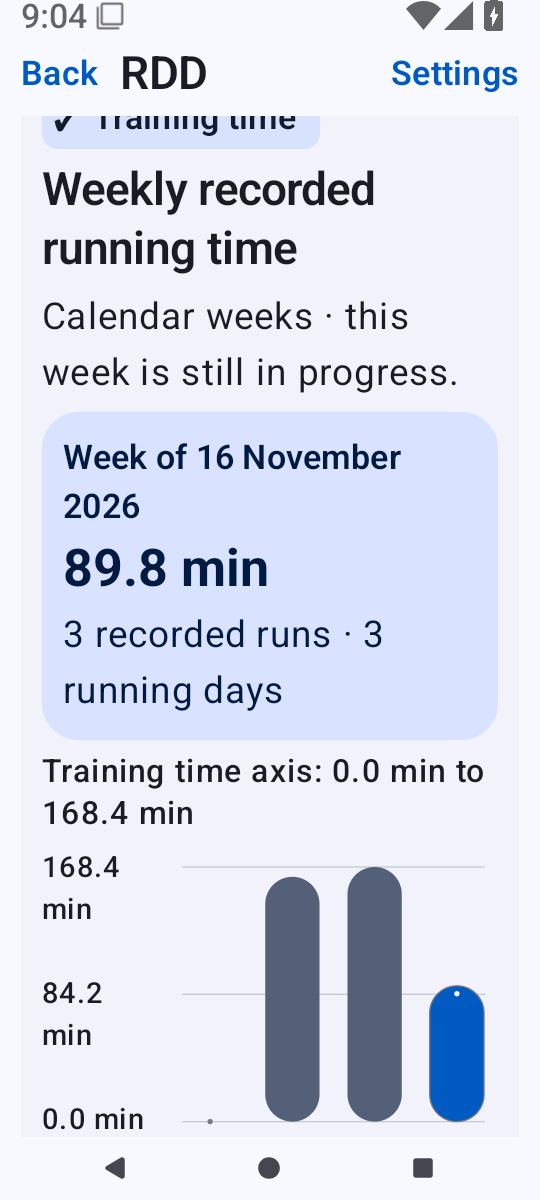 9:04
Back RDD Settings
✓ Training time
Weekly recorded
running time
Calendar weeks · this
week is still in progress.
Week of 16 November
2026
89.8 min
3 recorded runs · 3
running days
Training time axis: 0.0 min to
168.4 min
168.4
min
84.2
min
0.0 min